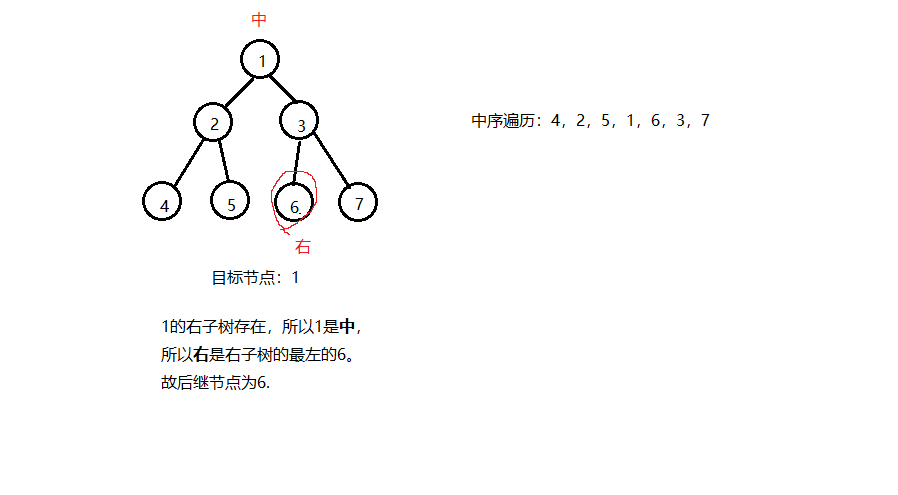 中
1
2
3
中序遍历：4，2，5，1，6，3，7
4
5
6
7
右
目标节点：1
1的右子树存在，所以1是中，
所以右是右子树的最左的6。
故后继节点为6.